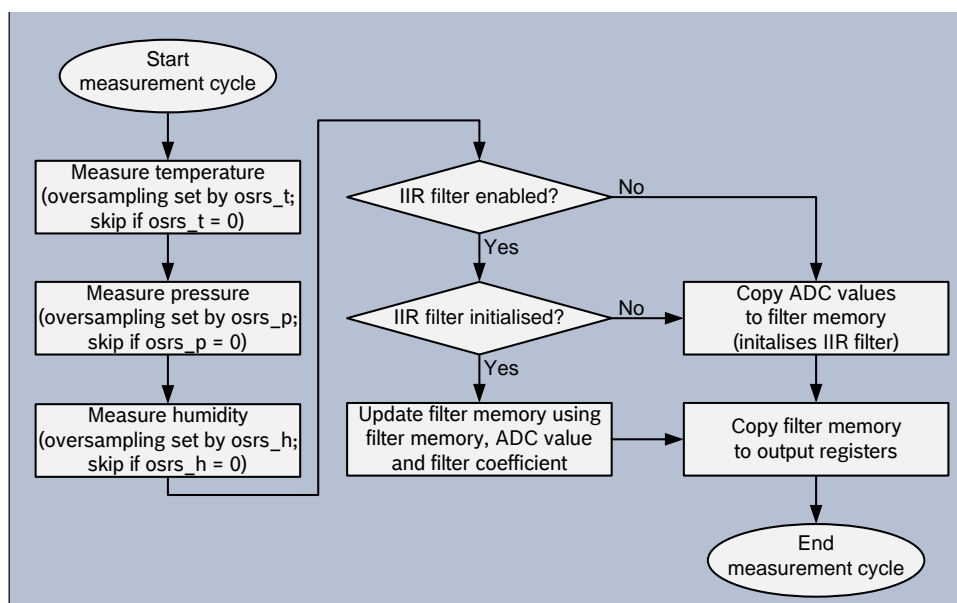 Start
measurement cycle
Measure temperature
(oversampling set by osrs_t;
skip if osrs_t = 0)
Measure pressure
(oversampling set by osrs_p;
skip if osrs_p = 0)
Measure humidity
(oversampling set by osrs_h;
skip if osrs_h = 0)
IIR filter enabled?
No
Yes
IIR filter initialised?
No
Yes
Update filter memory using
filter memory, ADC value
and filter coefficient
Copy ADC values
to filter memory
(initalises IIR filter)
Copy filter memory
to output registers
End
measurement cycle